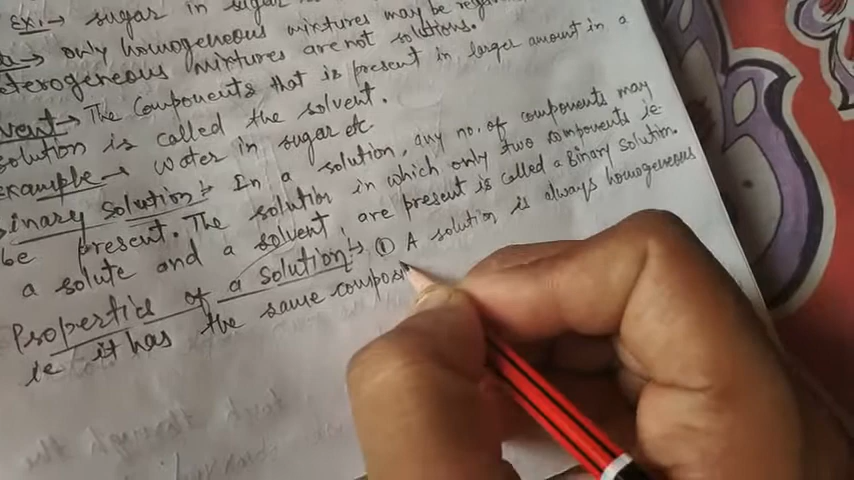 Ex:→ sugar in sugar
→ only homogeneous mixtures may be
eterogeneous mixtures are not solutions.
vent→ The components that is present in larger amount in a
solution is called the solvent.
example→ water in sugar etc
inary solution:→ In a solution, any no. of components may
be present. The solution in which only two components ie
a solute and a solvent, are present is called a Binary solution.
Properties of a solution:→ ① A solution is always homogeneous
ie it has the same compos